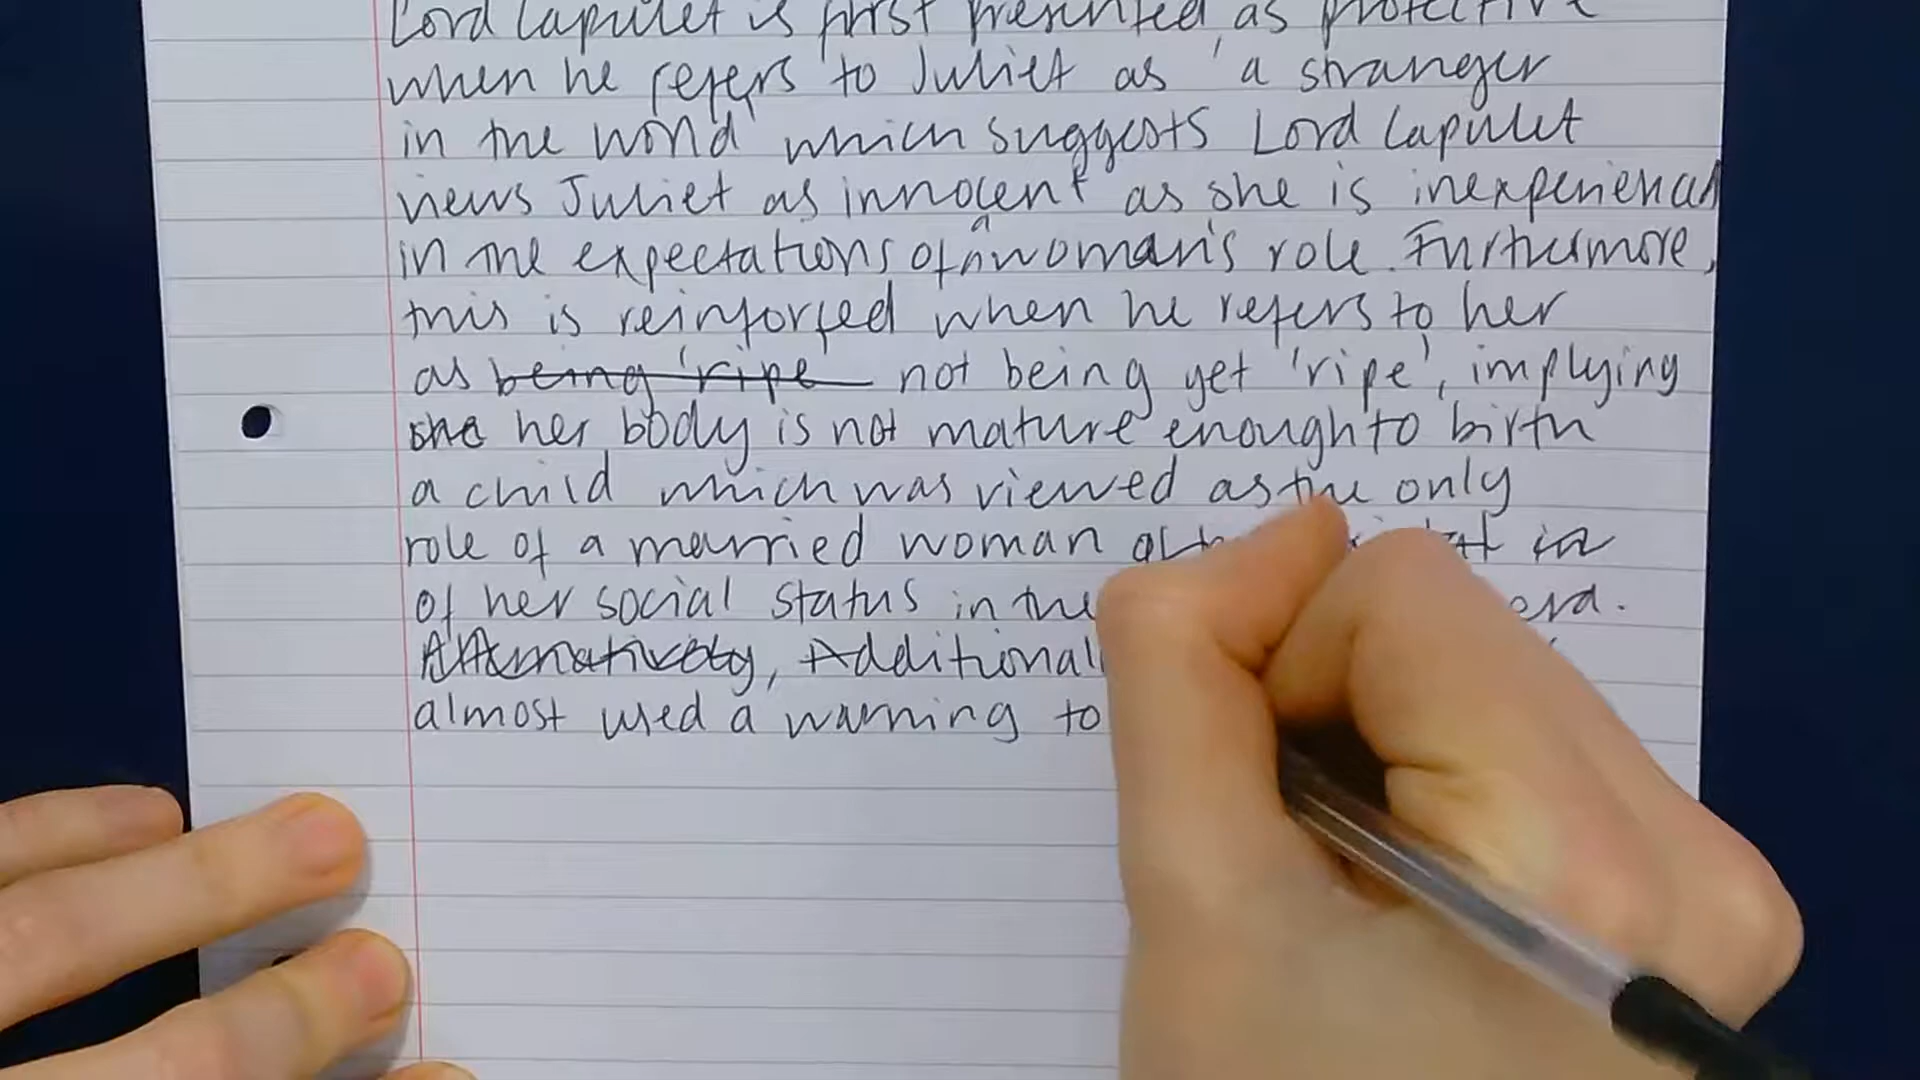 Lord Capulet is first presented as protective
when he refers to Juliet as 'a stranger
in the world' which suggests Lord Capulet
views Juliet as innocent as she is inexperienced
in the expectations of a woman's role. Furthermore,
this is reinforced when he refers to her
as being 'ripe' not being yet 'ripe', implying
she her body is not mature enough to birth
a child which was viewed as the only
role of a married woman in
of her social status in the era.
Alternatively, Additional
almost used a warning to